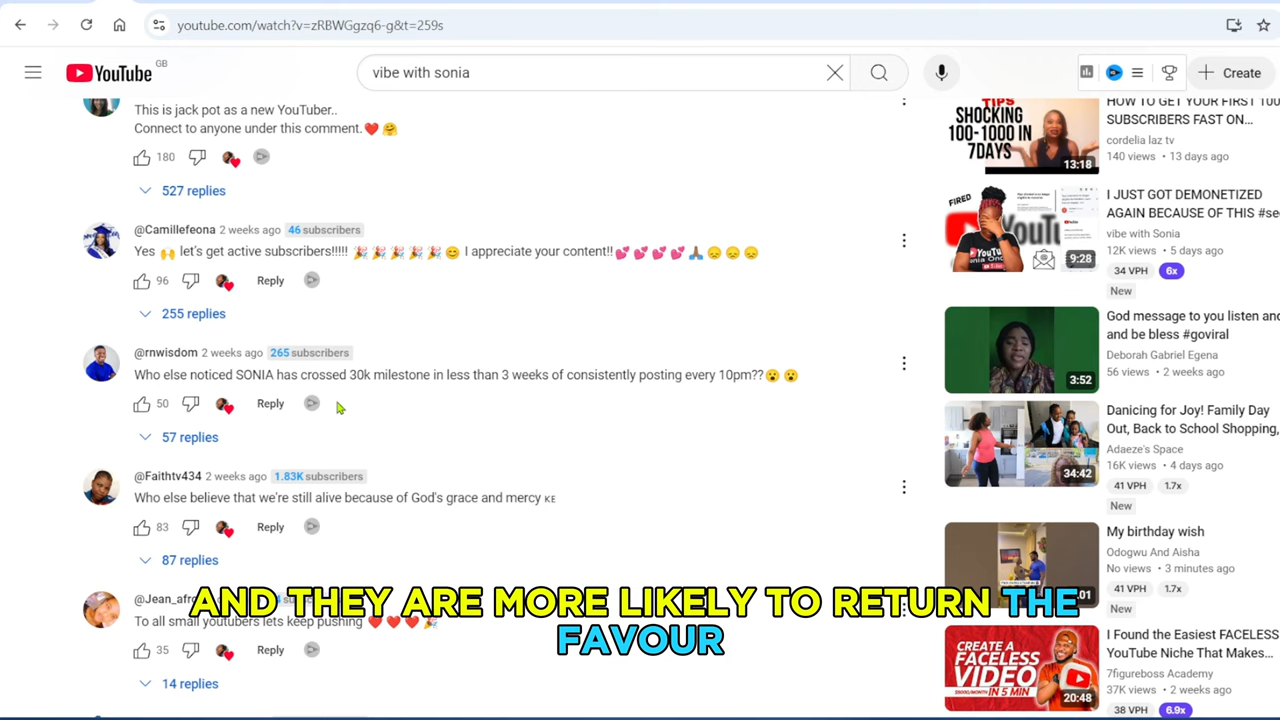 youtube.com/watch?v=zRBWGgzq6-g&t=259s
YouTube GB
vibe with sonia
Create
This is jack pot as a new YouTuber..
Connect to anyone under this comment.❤️🤗
180
527 replies
@Camillefeona 2 weeks ago 46 subscribers
Yes 🙌 let's get active subscribers!!!!! 🎉🎉🎉🎉🎉😊 I appreciate your content!!💕💕💕💕🙏🏽😞😞😞
96 Reply
255 replies
@rnwisdom 2 weeks ago 265 subscribers
Who else noticed SONIA has crossed 30k milestone in less than 3 weeks of consistently posting every 10pm??😮😮
50 Reply
57 replies
@Faithtv434 2 weeks ago 1.83K subscribers
Who else believe that we're still alive because of God's grace and mercy KE
83 Reply
87 replies
AND THEY ARE MORE LIKELY TO RETURN THE
FAVOUR
To all small youtubers lets keep pushing ❤️❤️❤️🎉
35 Reply
14 replies
TIPS
SHOCKING
100-1000 IN
7DAYS
13:18
HOW TO GET YOUR FIRST 100
SUBSCRIBERS FAST ON...
cordelia laz tv
140 views • 13 days ago
FIRED
9:28
I JUST GOT DEMONETIZED
AGAIN BECAUSE OF THIS #se
vibe with Sonia
12K views • 5 days ago
34 VPH 6x
New
3:52
God message to you listen and
and be bless #goviral
Deborah Gabriel Egena
56 views • 2 weeks ago
34:42
Danicing for Joy! Family Day
Out, Back to School Shopping,
Adaeze's Space
16K views • 4 days ago
41 VPH 1.7x
New
My birthday wish
Odogwu And Aisha
No views • 3 minutes ago
41 VPH 1.7x
New
CREATE A
FACELESS
VIDEO
IN 5 MIN
20:48
I Found the Easiest FACELESS
YouTube Niche That Makes...
7figureboss Academy
37K views • 2 weeks ago
38 VPH 6.9x